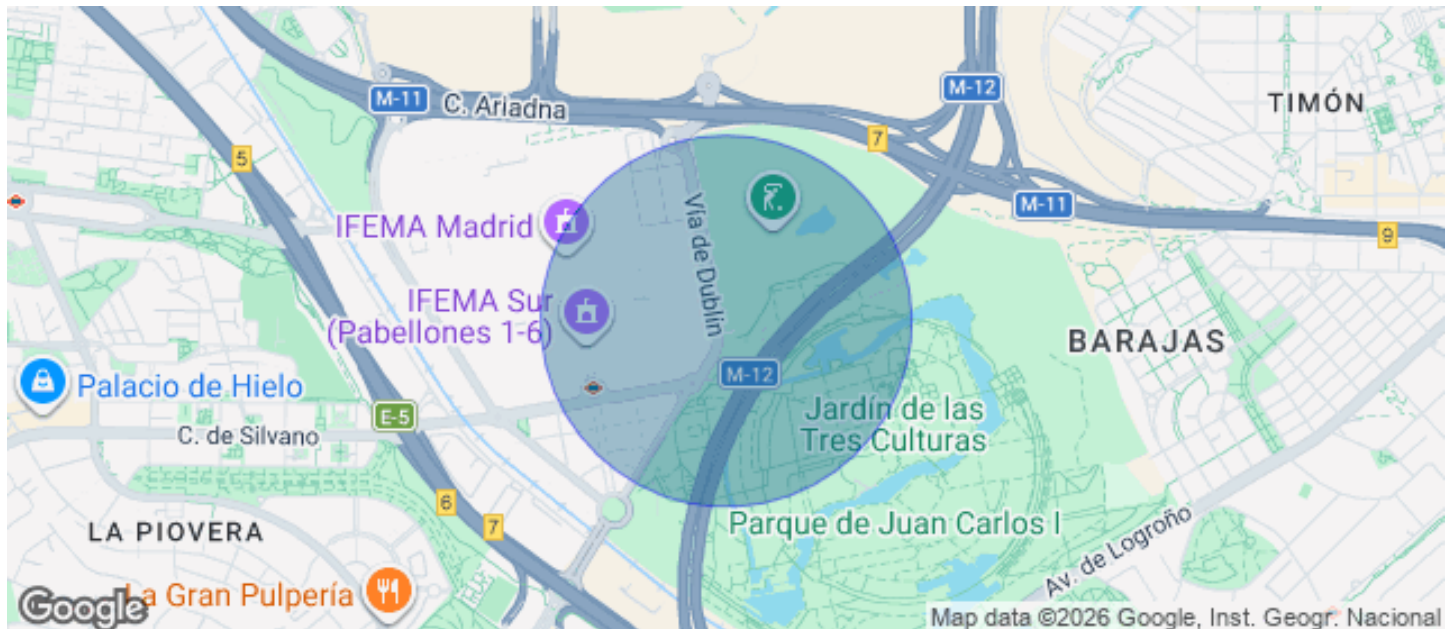 M-11
C. Ariadna
M-12
TIMÓN
5
7
M-11
9
Vía de Dublín
IFEMA Madrid
IFEMA Sur
(Pabellones 1-6)
BARAJAS
M-12
Palacio de Hielo
E-5
C. de Silvano
Jardín de las
Tres Culturas
6
7
LA PIOVERA
Parque de Juan Carlos I
Av. de Logroño
La Gran Pulpería
Google
Map data ©2026 Google, Inst. Geogr. Nacional